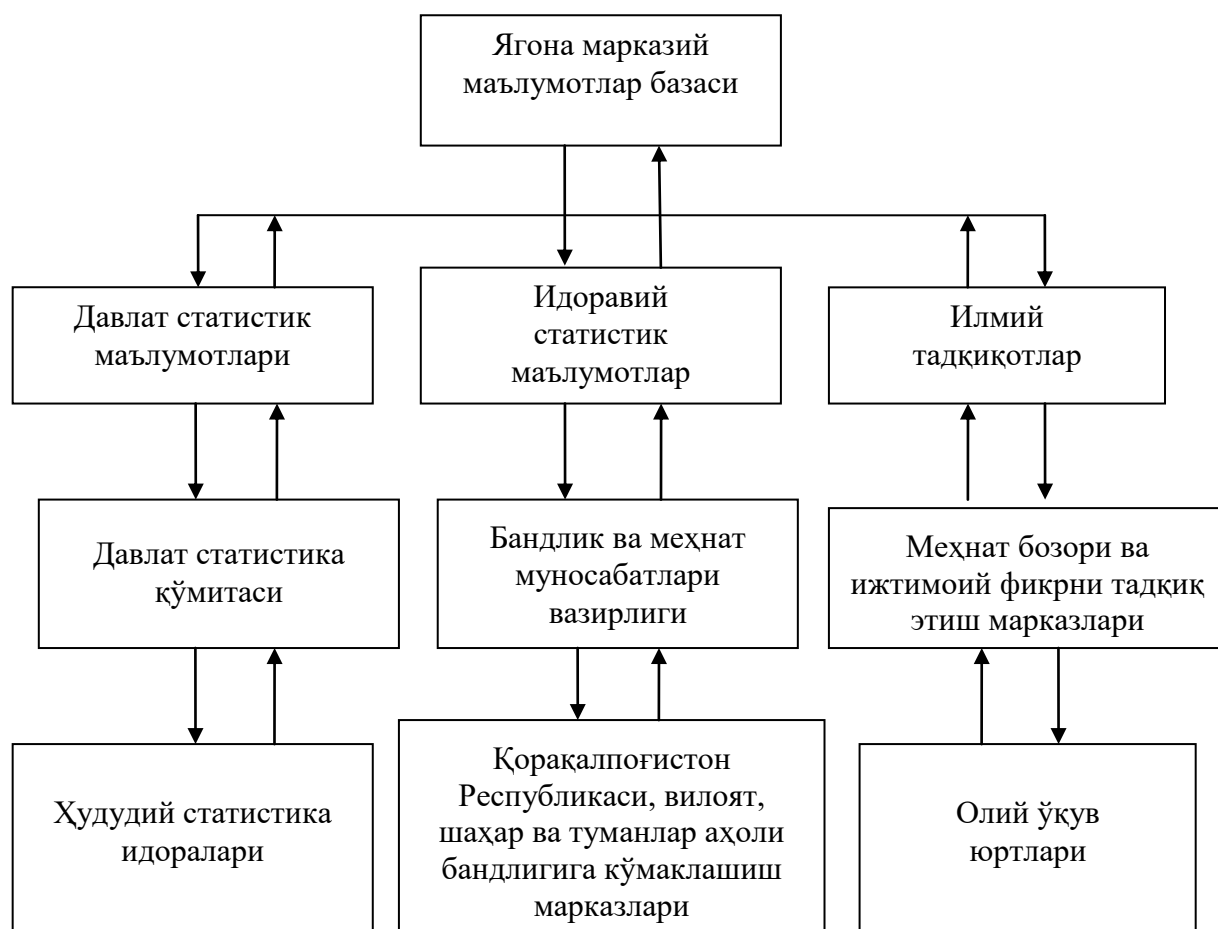 Ягона марказий
маълумотлар базаси
Давлат статистик
маълумотлари
Идоравий
статистик
маълумотлар
Илмий
тадқиқотлар
Давлат статистика
қўмитаси
Бандлик ва меҳнат
муносабатлари
вазирлиги
Меҳнат бозори ва
ижтимоий фикрни тадқиқ
этиш марказлари
Ҳудудий статистика
идоралари
Қорақалпоғистон
Республикаси, вилоят,
шаҳар ва туманлар аҳоли
бандлигига кўмаклашиш
марказлари
Олий ўқув
юртлари